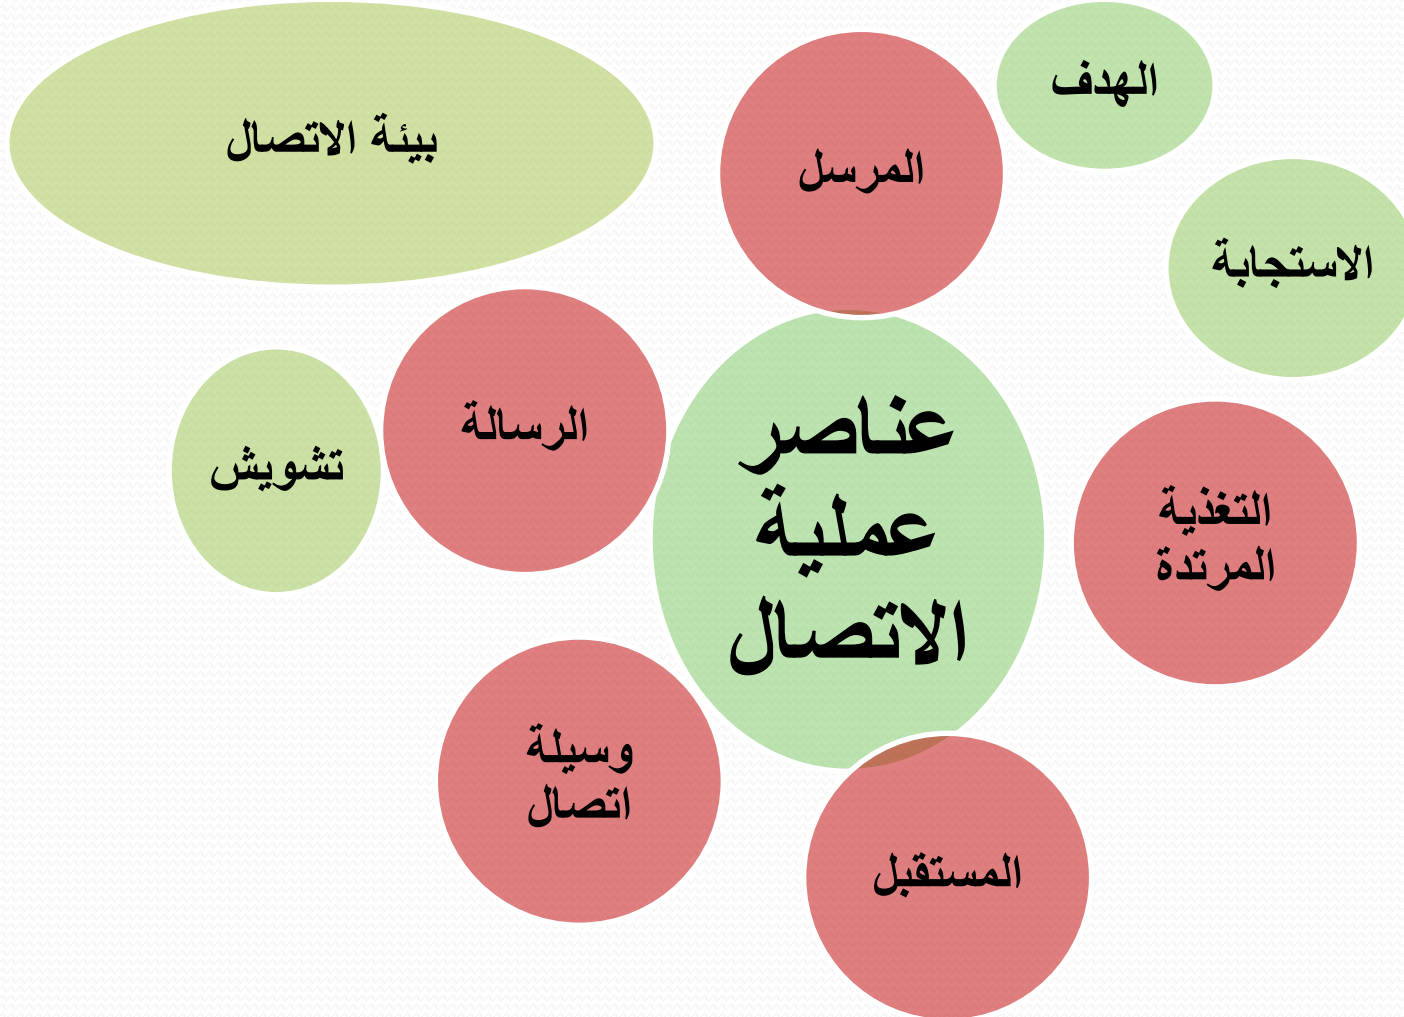 الهدف
المرسل
بيئة الاتصال
الاستجابة
الرسالة
تشويش
عناصر
عملية
الاتصال
التغذية
المرتدة
وسيلة
اتصال
المستقبل